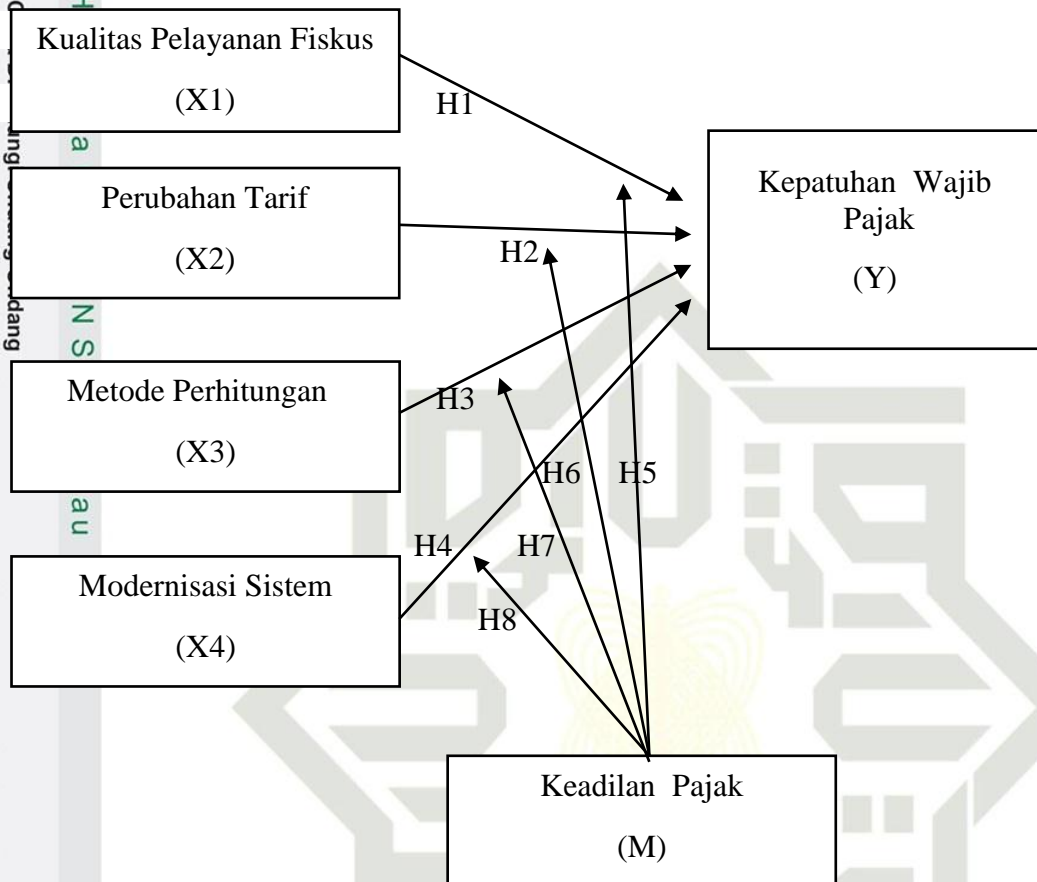 Kualitas Pelayanan Fiskus
(X1)
H1
Perubahan Tarif
(X2)
H2
Kepatuhan Wajib
Pajak
(Y)
Metode Perhitungan
(X3)
H3
H6
H5
Modernisasi Sistem
(X4)
H4
H7
H8
Keadilan Pajak
(M)
N S
au
a